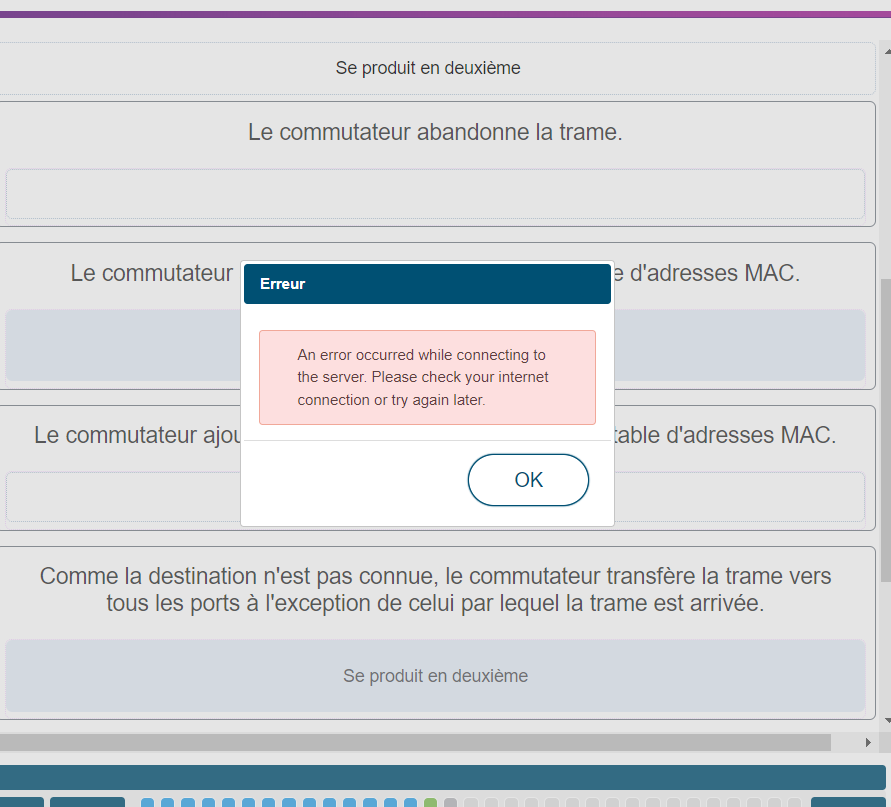 Se produit en deuxième
Le commutateur abandonne la trame.
Le commutateur
d'adresses MAC.
Erreur
An error occurred while connecting to
the server. Please check your internet
connection or try again later.
Le commutateur
table d'adresses MAC.
OK
Comme la destination n'est pas connue, le commutateur transfère la trame vers
tous les ports à l'exception de celui par lequel la trame est arrivée.
Se produit en deuxième